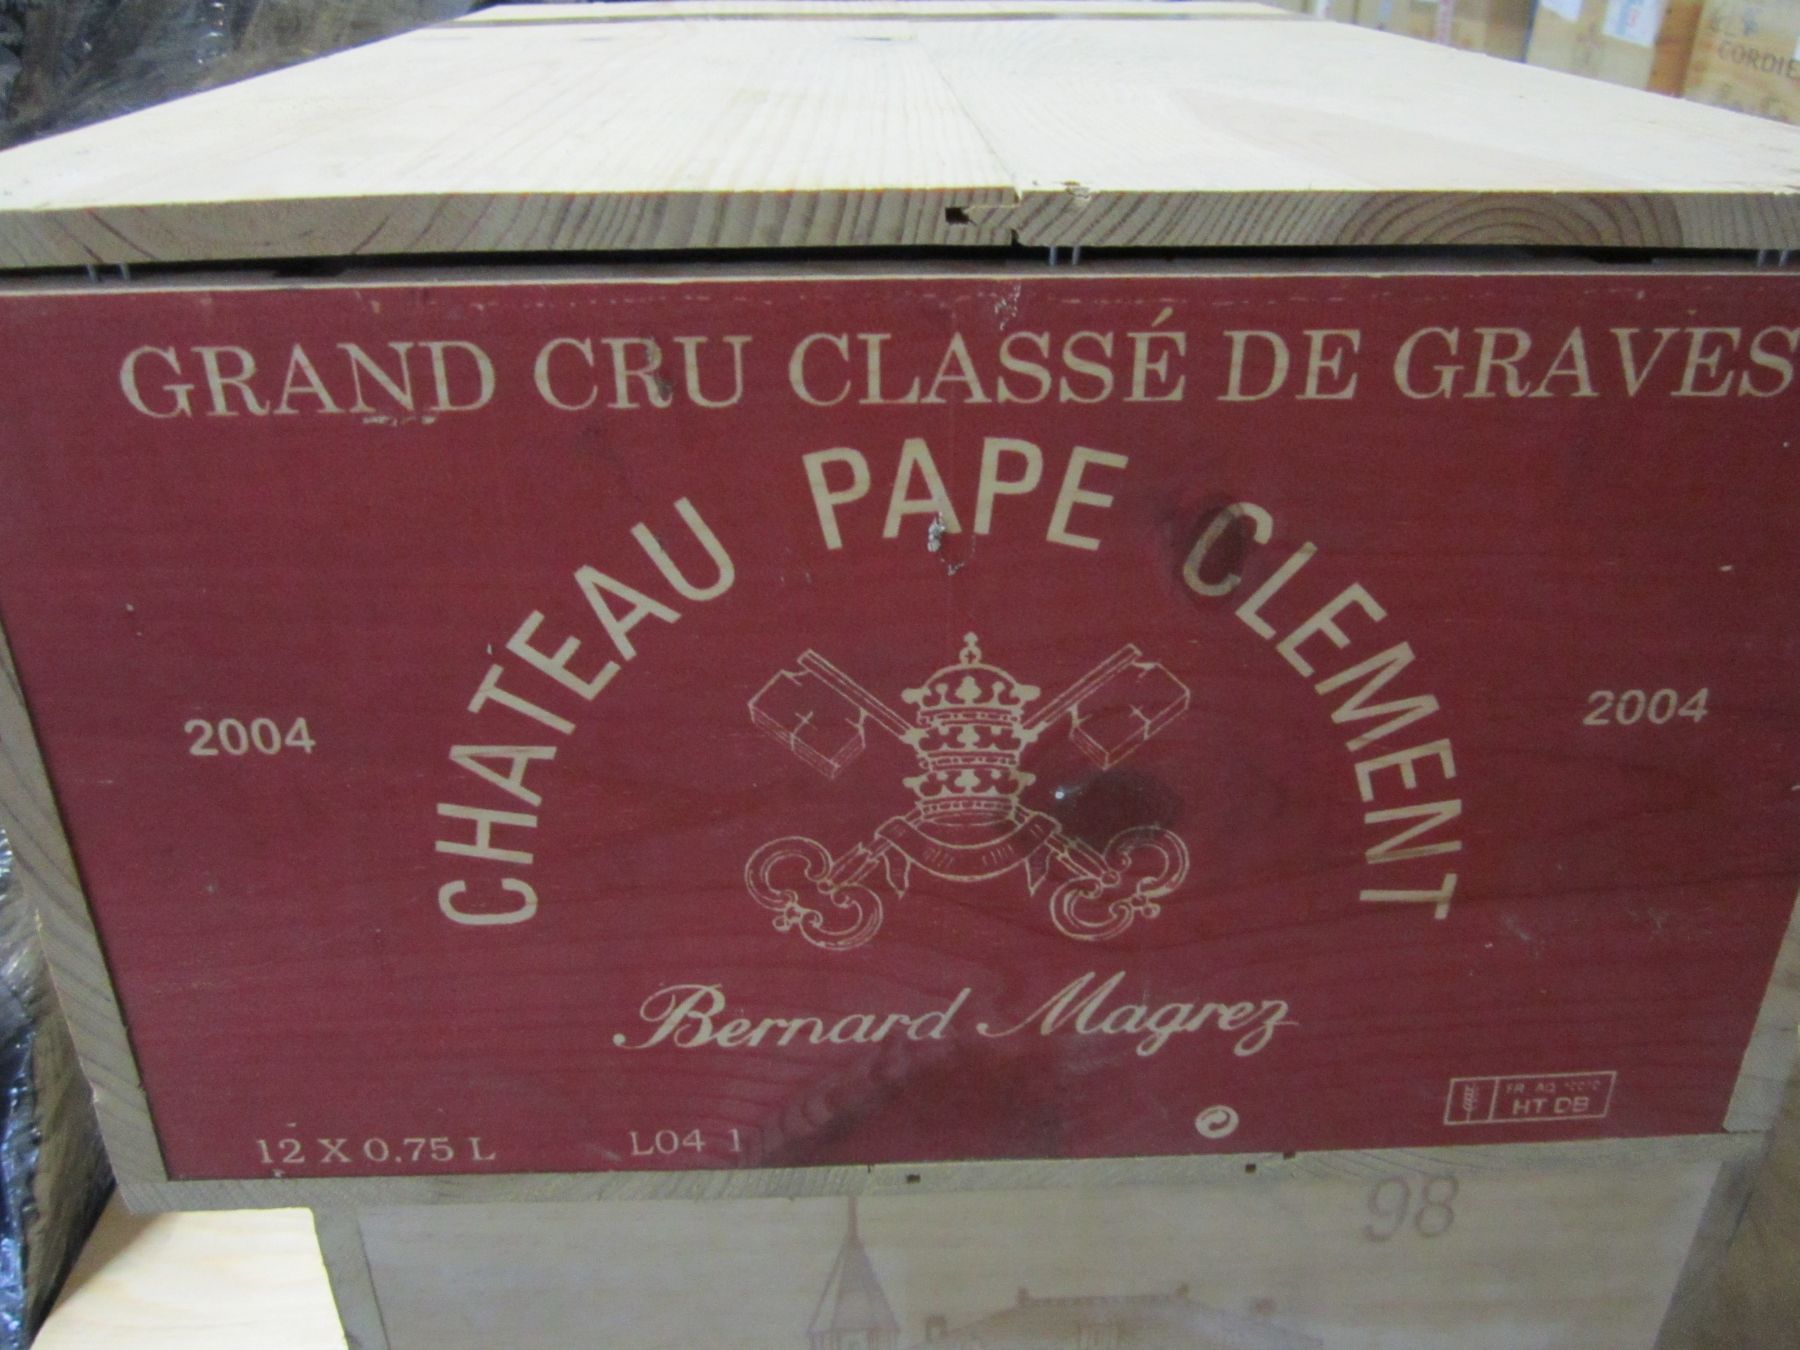 CORDIE
GRAND CRU CLASSÉ DE GRAVES
CHATEAU PAPE CLEMENT
2004
2004
Bernard Magrez
12 X 0,75 L
L04 1
HT DB
98